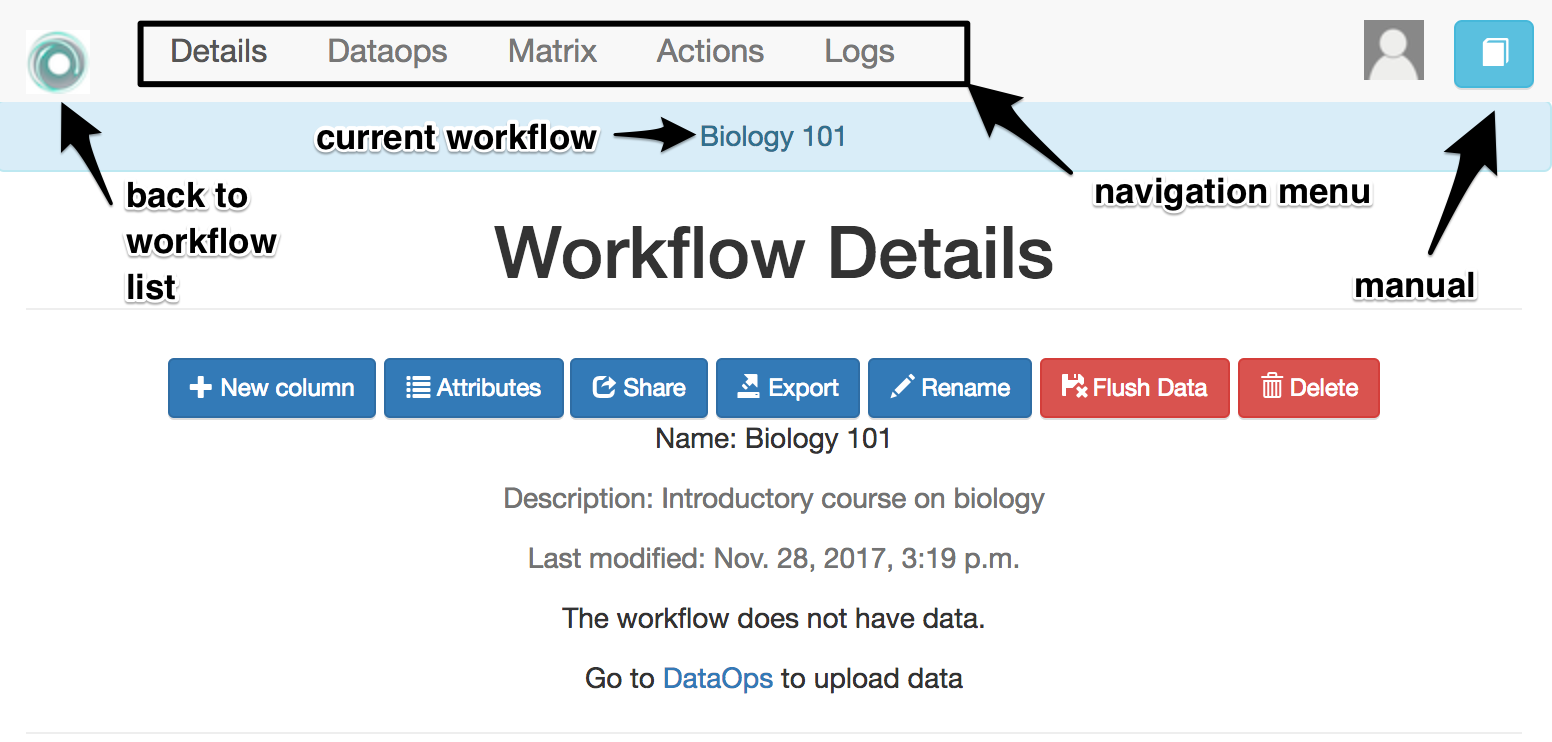 Details Dataops Matrix Actions Logs
current workflow Biology 101
back to
workflow
list
navigation menu
manual
Workflow Details
New column Attributes Share Export Rename Flush Data Delete
Name: Biology 101
Description: Introductory course on biology
Last modified: Nov. 28, 2017, 3:19 p.m.
The workflow does not have data.
Go to DataOps to upload data